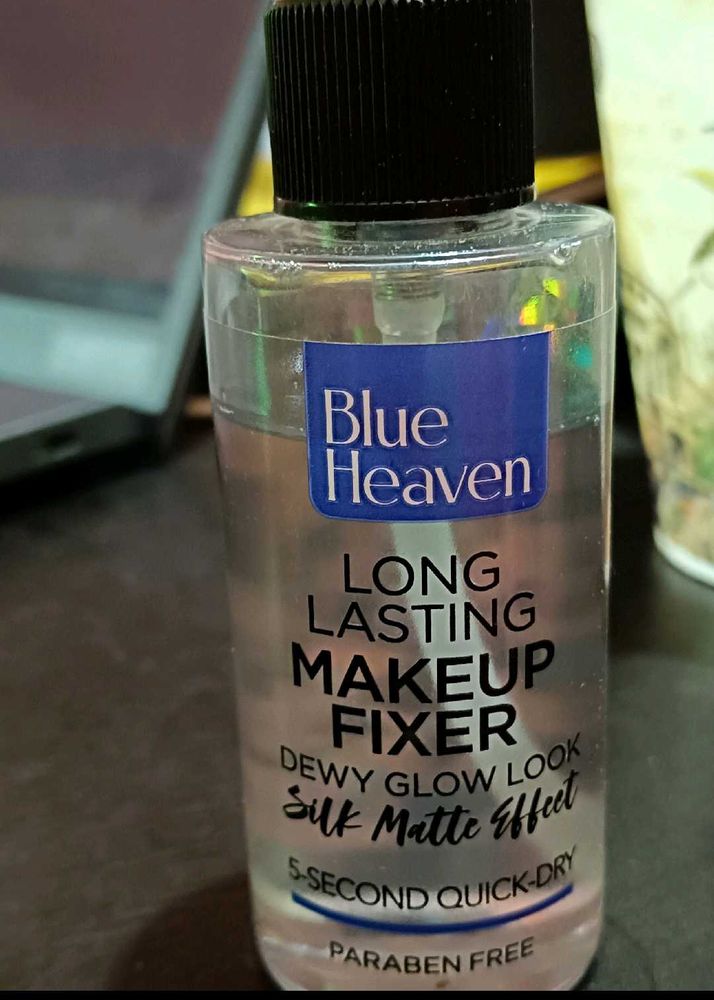 Blue
Heaven
LONG
LASTING
MAKEUP
FIXER
DEWY GLOW LOOK
Silk Matte Effect
5-SECOND QUICK-DRY
PARABEN FREE